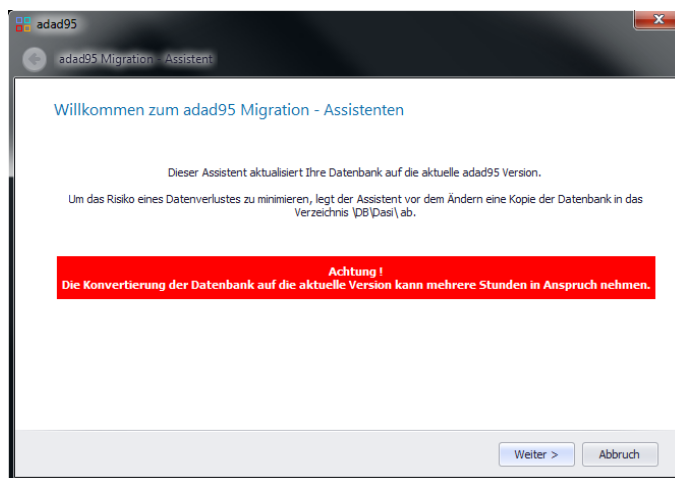 adad95
adad95 Migration - Assistent
Willkommen zum adad95 Migration - Assistenten
Dieser Assistent aktualisiert Ihre Datenbank auf die aktuelle adad95 Version.
Um das Risiko eines Datenverlustes zu minimieren, legt der Assistent vor dem Ändern eine Kopie der Datenbank in das
Verzeichnis \DB\Dasi\ ab.
Achtung !
Die Konvertierung der Datenbank auf die aktuelle Version kann mehrere Stunden in Anspruch nehmen.
Weiter > Abbruch